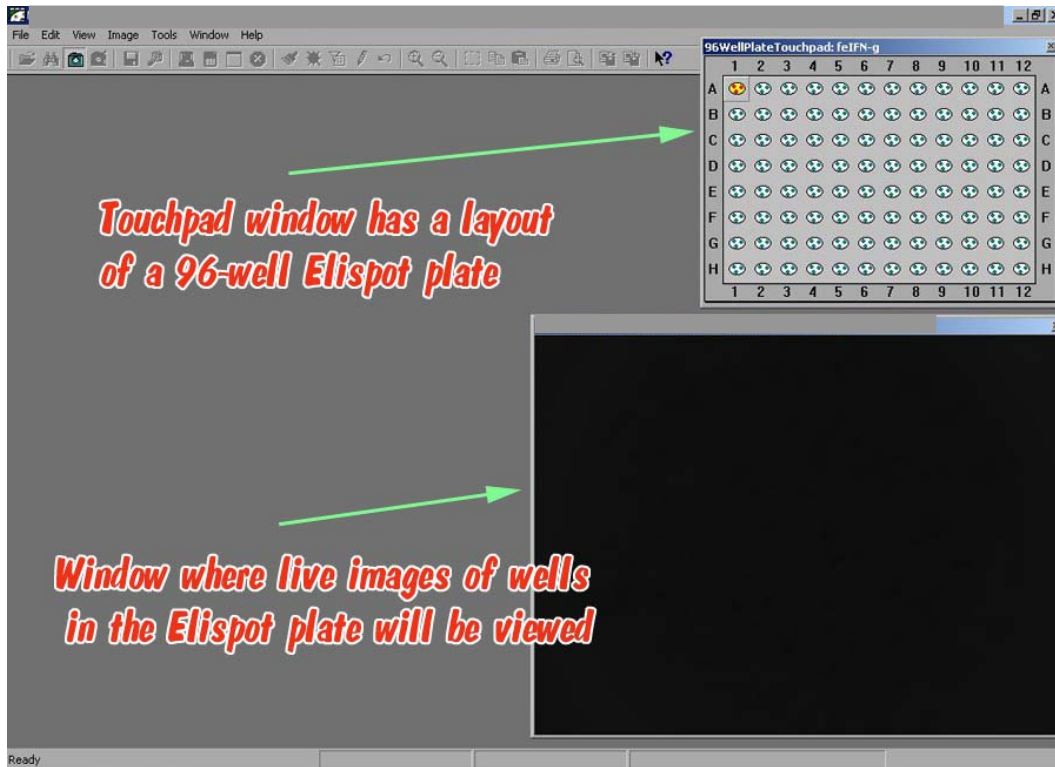 File Edit View Image Tools Window Help
96WellPlateTouchpad: feIFN-g
1 2 3 4 5 6 7 8 9 10 11 12
A A
B B
C C
D D
E E
F F
G G
H H
1 2 3 4 5 6 7 8 9 10 11 12
Touchpad window has a layout
of a 96-well Elispot plate
Window where live images of wells
in the Elispot plate will be viewed
Ready